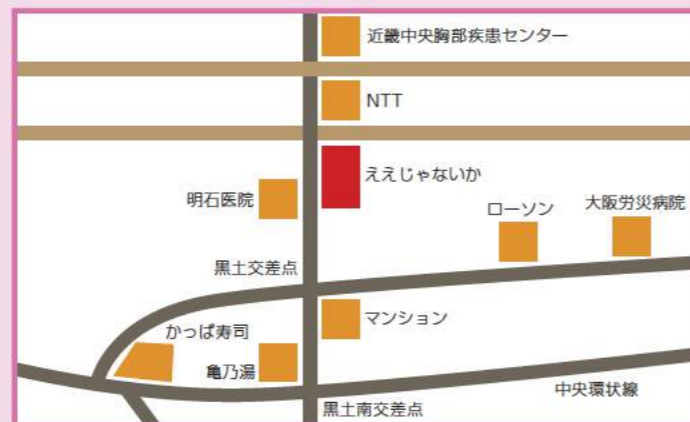 近畿中央胸部疾患センター
NTT
ええじゃないか
明石医院
ローソン
大阪労災病院
黒土交差点
マンション
かっぱ寿司
亀乃湯
中央環状線
黒土南交差点